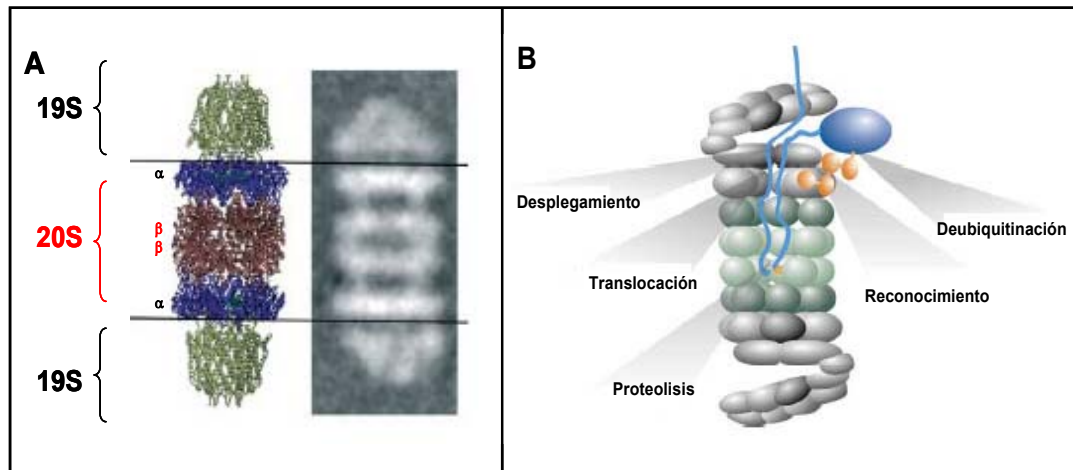 A
19S
α
20S
β
β
α
19S
B
Desplegamiento
Deubiquitinación
Translocación
Reconocimiento
Proteolisis